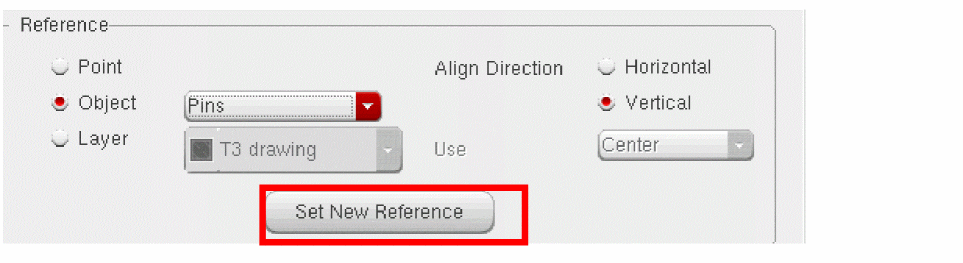 Reference
Point Align Direction Horizontal
Object Pins Vertical
Layer T3 drawing Use Center
Set New Reference